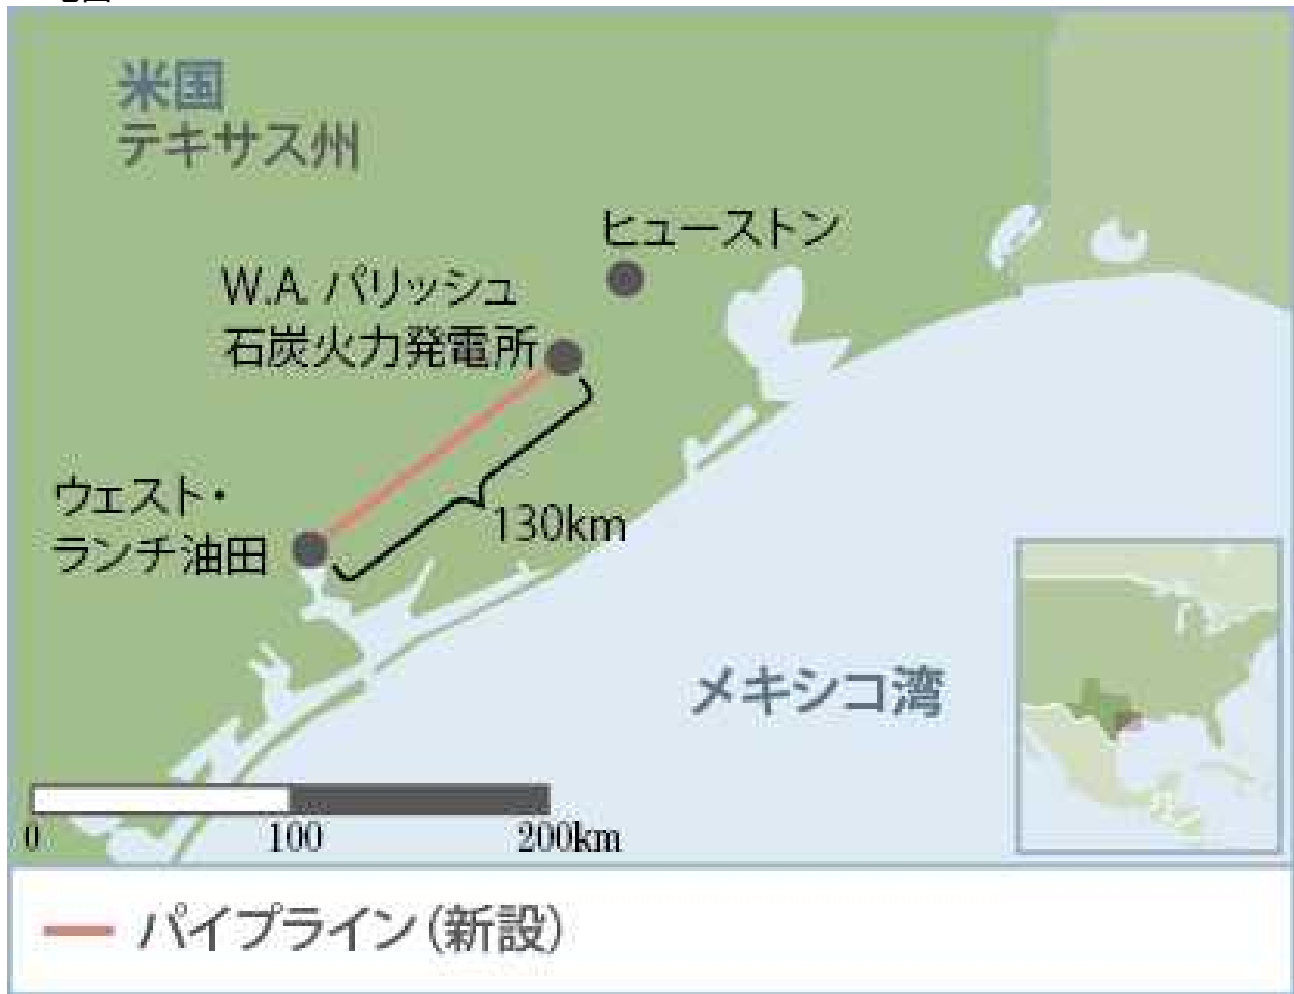 米国
テキサス州
ヒューストン
W.A. パリッシュ
石炭火力発電所
ウェスト・
ランチ油田
130km
メキシコ湾
0 100 200km
パイプライン（新設）